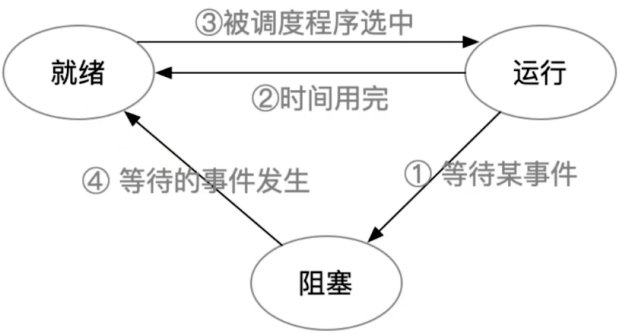 ③被调度程序选中
就绪
运行
②时间用完
④ 等待的事件发生
① 等待某事件
阻塞